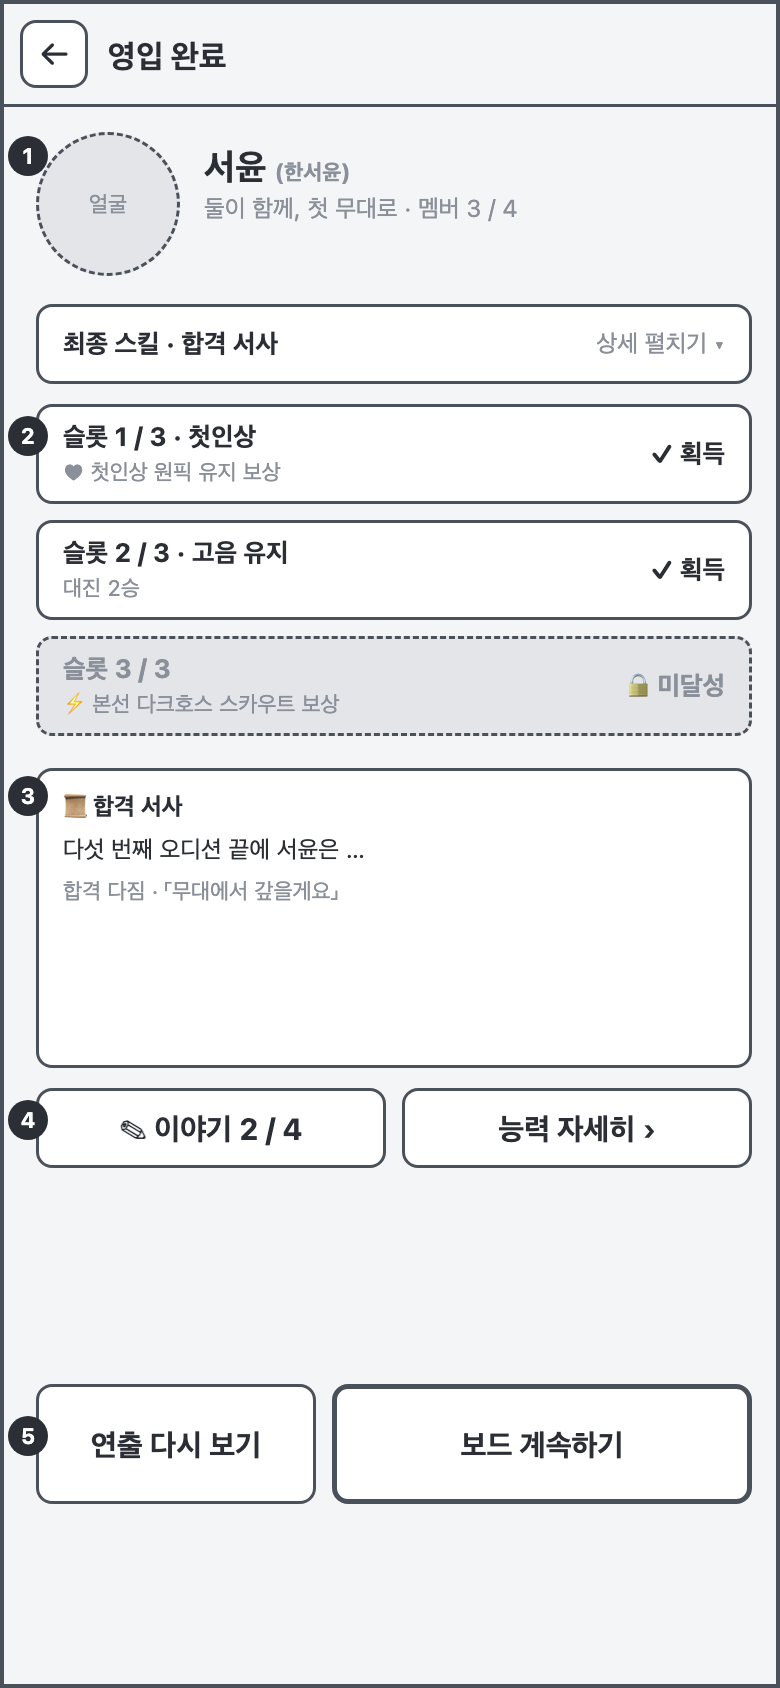 영입 완료
1
얼굴
서윤 (한서윤)
둘이 함께, 첫 무대로 · 멤버 3 / 4
최종 스킬 · 합격 서사
상세 펼치기 ▾
2
슬롯 1 / 3 · 첫인상
♥ 첫인상 원픽 유지 보상
✓ 획득
슬롯 2 / 3 · 고음 유지
대진 2승
✓ 획득
슬롯 3 / 3
⚡ 본선 다크호스 스카우트 보상
🔒 미달성
3
📜 합격 서사
다섯 번째 오디션 끝에 서윤은 ...
합격 다짐 · 「무대에서 갚을게요」
4
✎ 이야기 2 / 4
능력 자세히 ›
5
연출 다시 보기
보드 계속하기